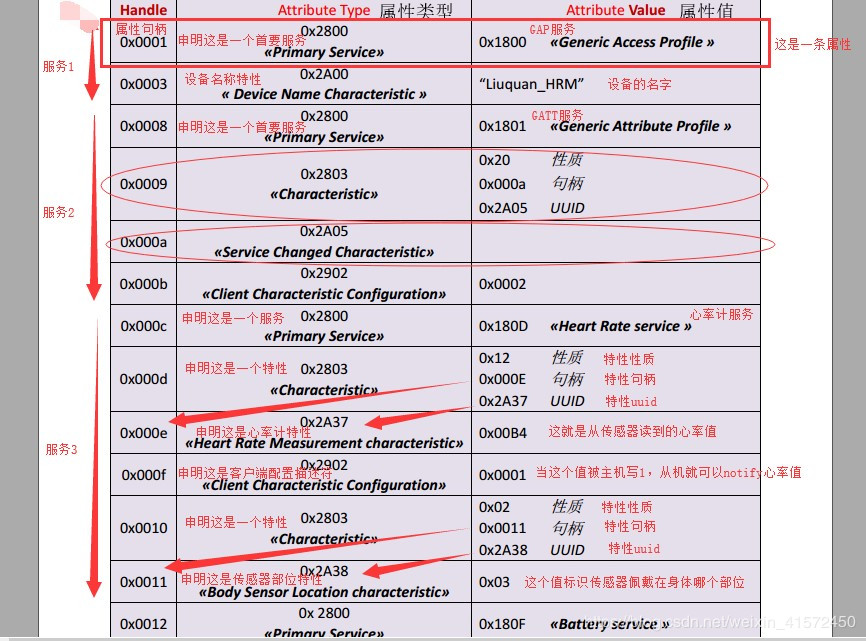 Handle Attribute Type 属性类型 Attribute Value 属性值
属性句柄
0x0001
申明这是一个首要服务
0x2800
«Primary Service»
0x1800
GAP服务
«Generic Access Profile »
这是一条属性
服务1
0x0003
设备名称特性
0x2A00
« Device Name Characteristic »
“Liuquan_HRM”
设备的名字
0x0008
申明这是一个首要服务
0x2800
«Primary Service»
0x1801
GATT服务
«Generic Attribute Profile »
服务2
0x0009
0x2803
«Characteristic»
0x20 性质
0x000a 句柄
0x2A05 UUID
0x000a
0x2A05
«Service Changed Characteristic»
0x000b
0x2902
«Client Characteristic Configuration»
0x0002
0x000c
申明这是一个服务
0x2800
«Primary Service»
0x180D «Heart Rate service »
心率计服务
服务3
0x000d
申明这是一个特性
0x2803
«Characteristic»
0x12 性质 特性性质
0x000E 句柄 特性句柄
0x2A37 UUID 特性uuid
0x000e
0x2A37
申明这是心率计特性
«Heart Rate Measurement characteristic»
0x00B4 这就是从传感器读到的心率值
0x000f
0x2902
申明这是客户端配置描述符
«Client Characteristic Configuration»
0x0001 当这个值被主机写1，从机就可以notify心率值
0x0010
申明这是一个特性
0x2803
«Characteristic»
0x02 性质 特性性质
0x0011 句柄 特性句柄
0x2A38 UUID 特性uuid
0x0011
0x2A38
申明这是传感器部位特性
«Body Sensor Location characteristic»
0x03 这个值标识传感器佩戴在身体哪个部位
0x0012
0x 2800
«Primary Service»
0x180F «Battery service »
csdn.net/weixin_41572450